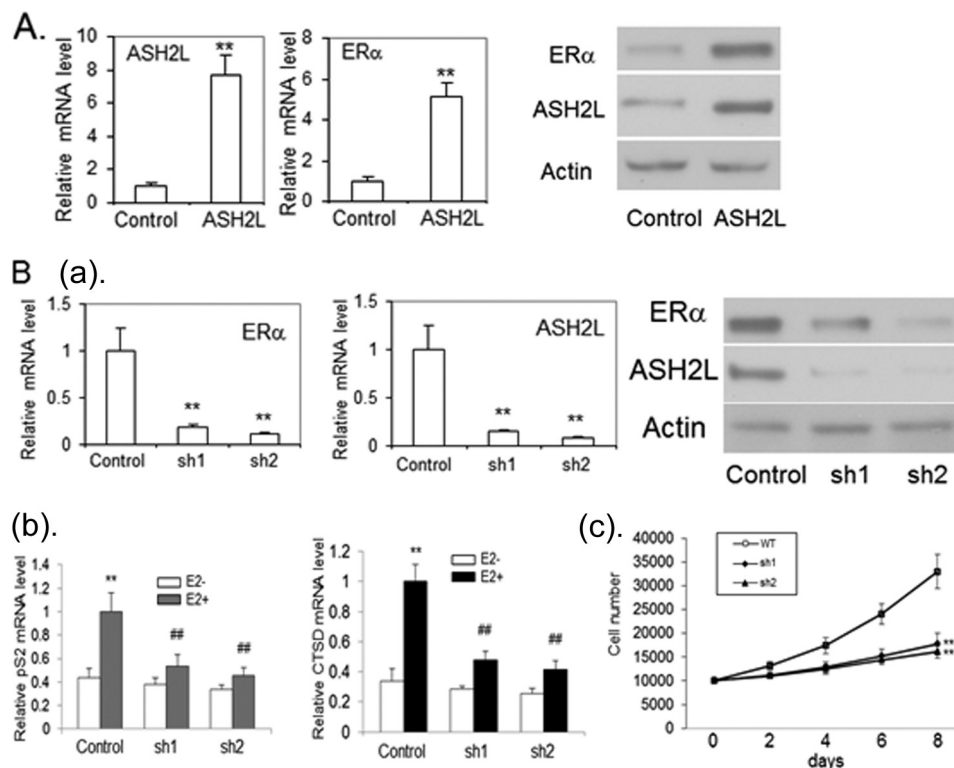 A.
Relative mRNA level
10
8
6
4
2
0
ASH2L
**
Control
ASH2L
Relative mRNA level
8
6
4
2
0
ERα
**
Control
ASH2L
ERα
ASH2L
Actin
Control ASH2L
B (a).
Relative mRNA level
1.5
1
0.5
0
ERα
**
**
Control sh1 sh2
Relative mRNA level
1.5
1
0.5
0
ASH2L
**
**
Control sh1 sh2
ERα
ASH2L
Actin
Control sh1 sh2
(b).
Relative pS2 mRNA level
1.2
1
0.8
0.6
0.4
0.2
0
**
E2-
E2+
##
##
Control sh1 sh2
Relative CTSD mRNA level
1.2
1
0.8
0.6
0.4
0.2
0
**
E2-
E2+
##
##
Control sh1 sh2
(c).
Cell number
40000
35000
30000
25000
20000
15000
10000
5000
0
WT
sh1
sh2
**
**
0 2 4 6 8
days